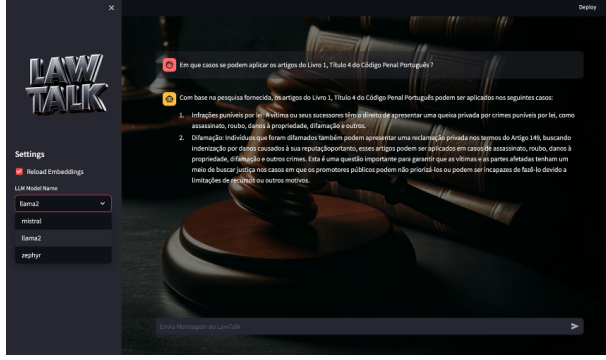 Deploy
LAW
TALK
Settings
Reload Embeddings
LLM Model Name
llama2
mistral
llama2
zephyr
Em que casos se podem aplicar os artigos do Livro 1, Título 4 do Código Penal Português?
Com base na pesquisa fornecida, os artigos do Livro 1, Título 4 do Código Penal Português podem ser aplicados nos seguintes casos:
1. Infrações puníveis por lei: A vítima ou seus sucessores têm o direito de apresentar uma queixa privada por crimes puníveis por lei, como
assassinato, roubo, danos à propriedade, difamação e outros.
2. Difamação: Indivíduos que foram difamados também podem apresentar uma reclamação privada nos termos do Artigo 149, buscando
indenização por danos causados à sua reputaçãoportanto, esses artigos podem ser aplicados em casos de assassinato, roubo, danos à
propriedade, difamação e outros crimes. Esta é uma questão importante para garantir que as vítimas e as partes afetadas tenham um
meio de buscar justiça nos casos em que os promotores públicos podem não priorizá-los ou podem ser incapazes de fazê-lo devido a
limitações de recursos ou outros motivos.
Envia Mensagem ao LawTalk